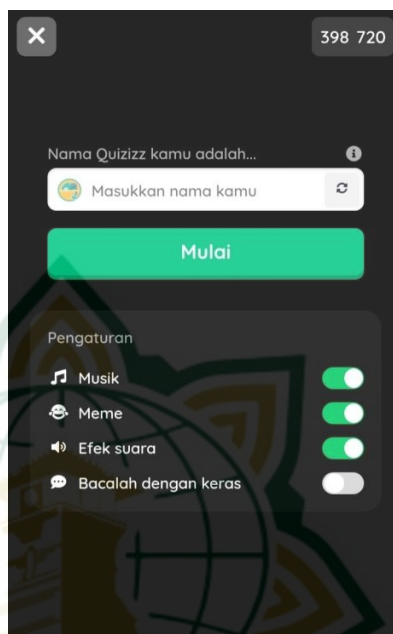 398 720
Nama Quizizz kamu adalah...
Masukkan nama kamu
Mulai
Pengaturan
Musik
Meme
Efek suara
Bacalah dengan keras